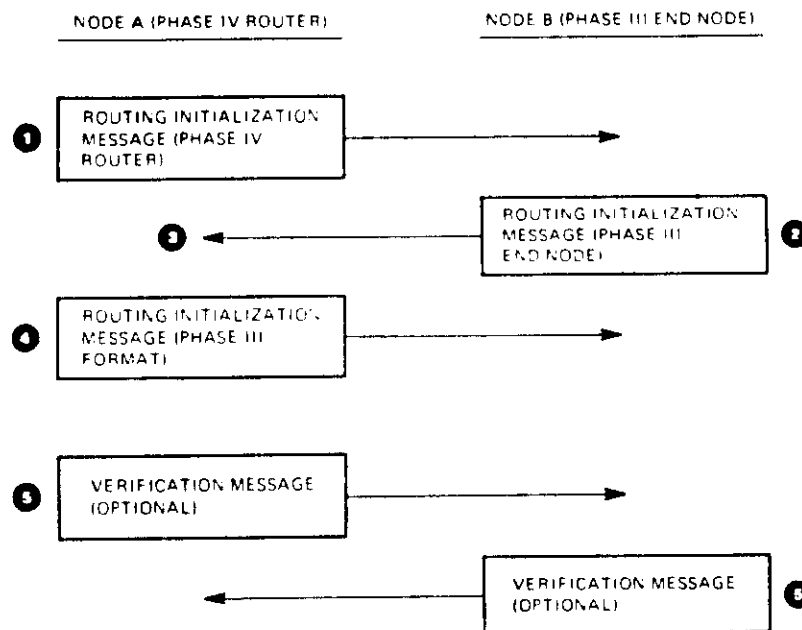 NODE A (PHASE IV ROUTER)
NODE B (PHASE III END NODE)
1
ROUTING INITIALIZATION
MESSAGE (PHASE IV
ROUTER)
ROUTING INITIALIZATION
MESSAGE (PHASE III
END NODE)
2
3
ROUTING INITIALIZATION
MESSAGE (PHASE III
FORMAT)
4
VERIFICATION MESSAGE
(OPTIONAL)
5
VERIFICATION MESSAGE
(OPTIONAL)
5